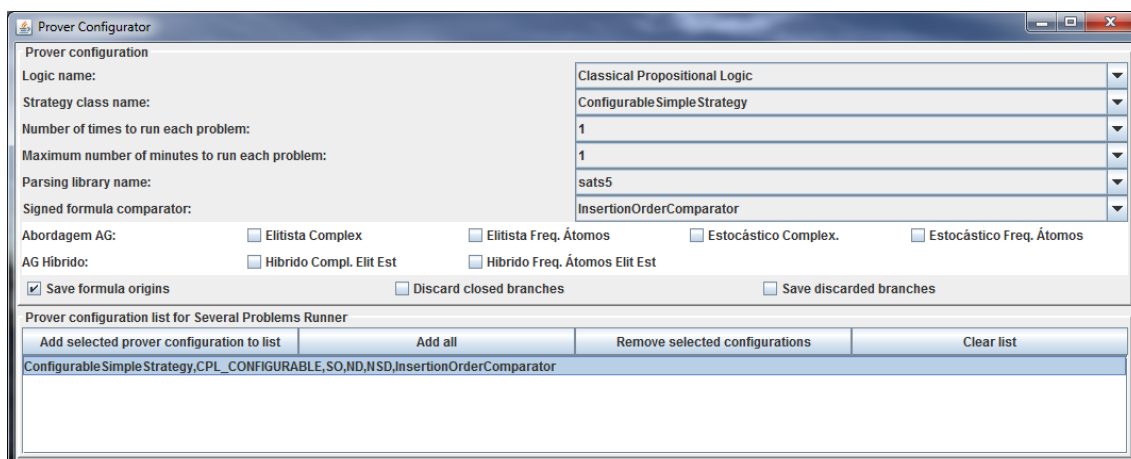 Prover Configurator
Prover configuration
Logic name: Classical Propositional Logic
Strategy class name: ConfigurableSimpleStrategy
Number of times to run each problem: 1
Maximum number of minutes to run each problem: 1
Parsing library name: sats5
Signed formula comparator: InsertionOrderComparator
Abordagem AG: Elitista Complex Elitista Freq. Átomos Estocástico Complex. Estocástico Freq. Átomos
AG Híbrido: Hibrido Compl. Elit Est Hibrido Freq. Átomos Elit Est
Save formula origins Discard closed branches Save discarded branches
Prover configuration list for Several Problems Runner
Add selected prover configuration to list Add all Remove selected configurations Clear list
ConfigurableSimpleStrategy,CPL_CONFIGURABLE,SO,ND,NSD,InsertionOrderComparator